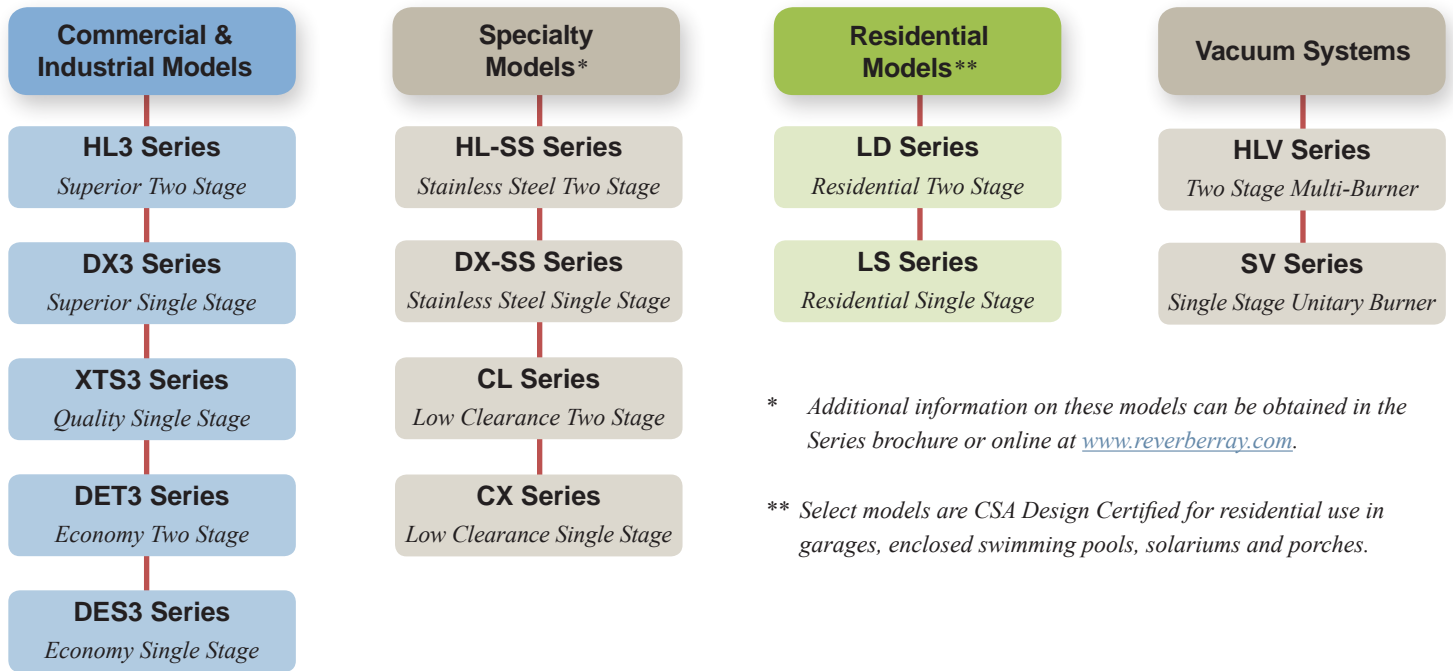 Commercial &
Industrial Models
HL3 Series
Superior Two Stage
DX3 Series
Superior Single Stage
XTS3 Series
Quality Single Stage
DET3 Series
Economy Two Stage
DES3 Series
Economy Single Stage
Specialty
Models*
HL-SS Series
Stainless Steel Two Stage
DX-SS Series
Stainless Steel Single Stage
CL Series
Low Clearance Two Stage
CX Series
Low Clearance Single Stage
Residential
Models**
LD Series
Residential Two Stage
LS Series
Residential Single Stage
Vacuum Systems
HLV Series
Two Stage Multi-Burner
SV Series
Single Stage Unitary Burner
* Additional information on these models can be obtained in the
Series brochure or online at www.reverberray.com.
** Select models are CSA Design Certified for residential use in
garages, enclosed swimming pools, solariums and porches.